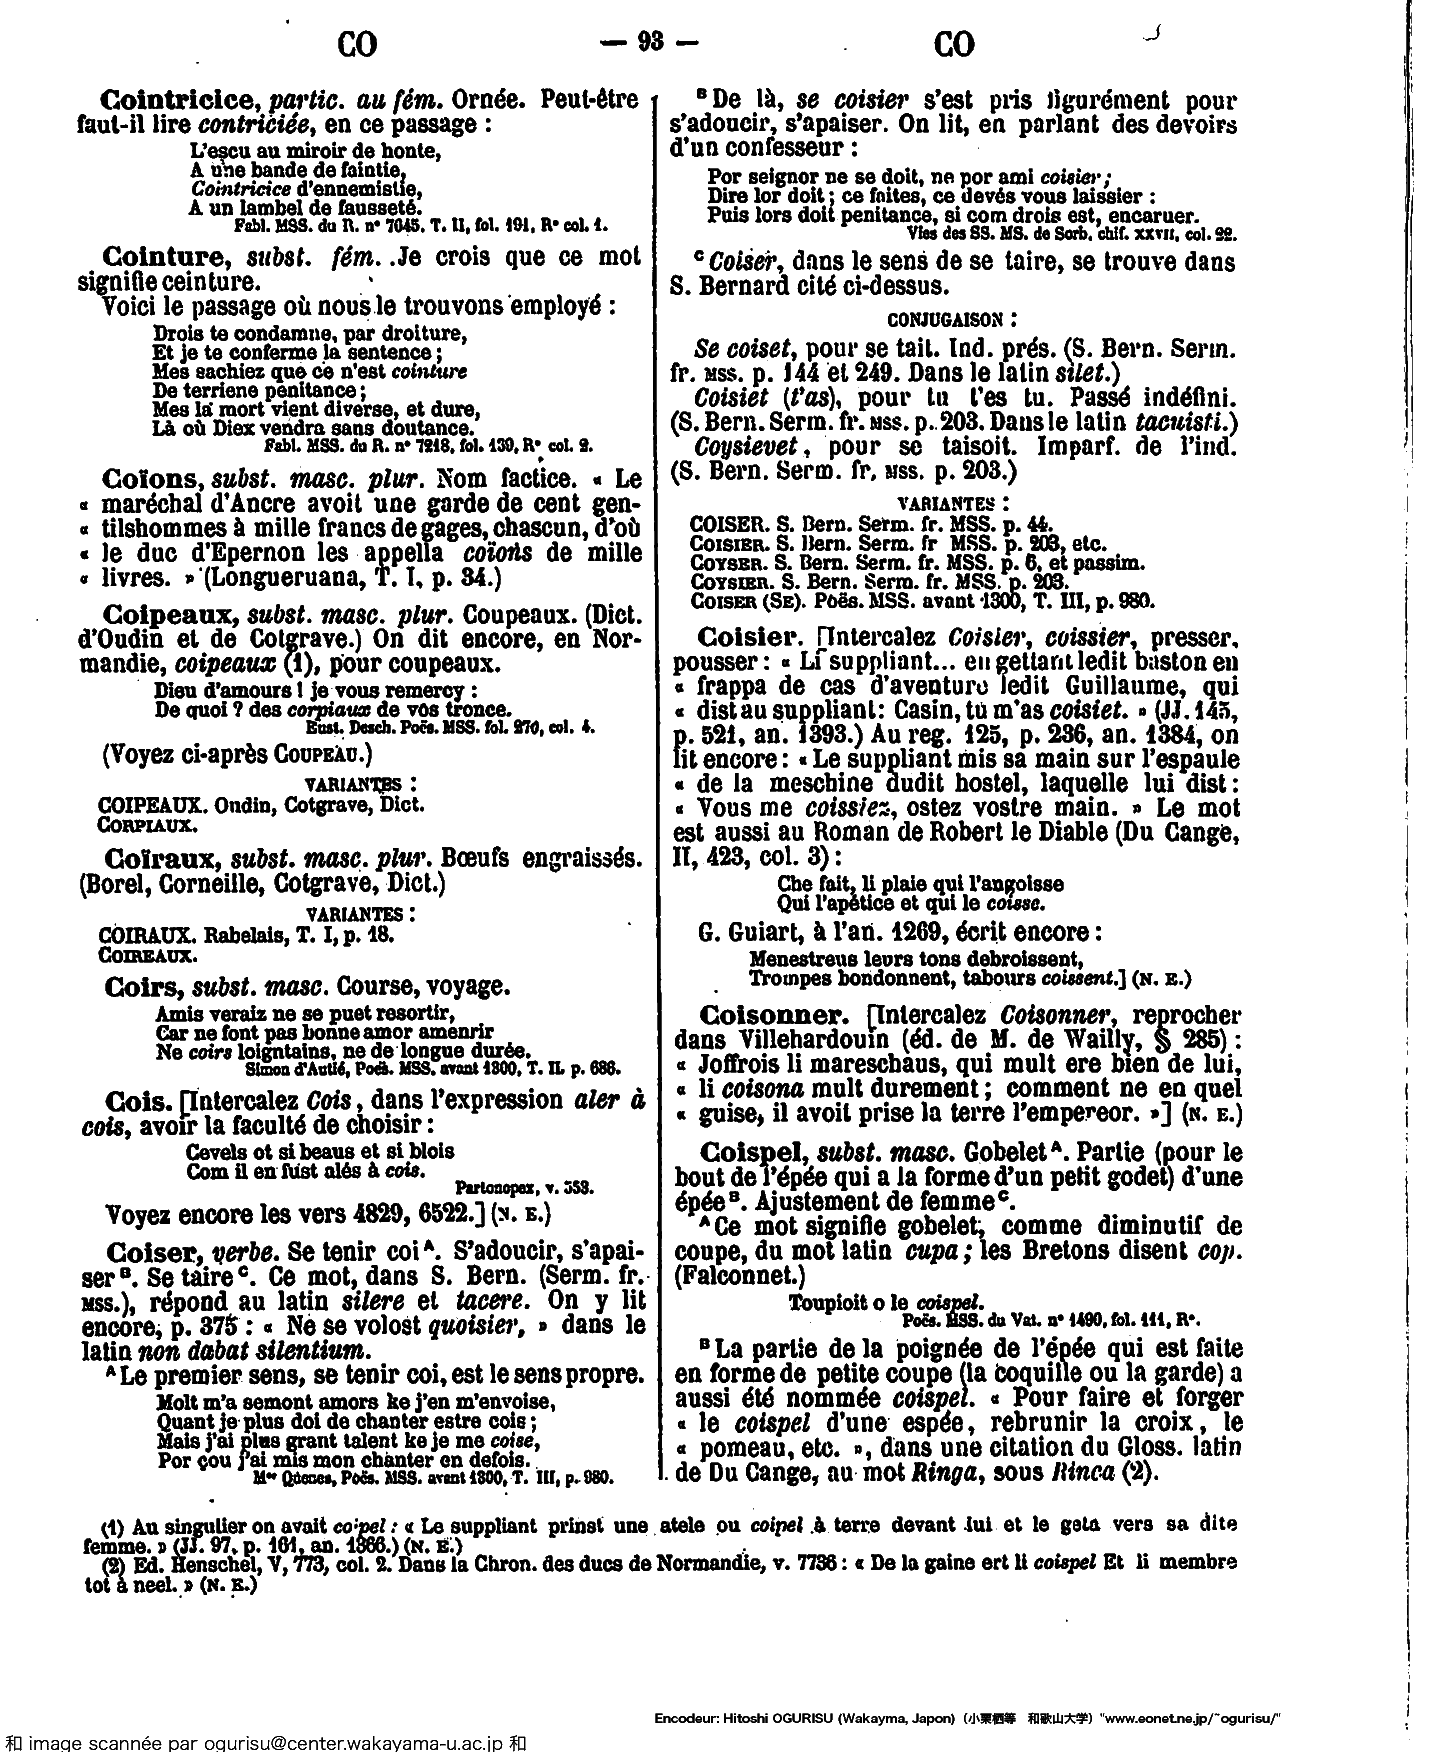 CO — 93 — CO
Cointricice, partic. au fém. Ornée. Peut-être
faut-il lire contriciée, en ce passage :
L'escu au miroir de honte,
A une bande de faintie,
Cointricice d'ennemistie,
A un lambel de fausseté.
Fabl. MSS. du R. n° 7045, T. II, fol. 191, R° col. 1.
Cointure, subst. fém. Je crois que ce mot
signifie ceinture.
Voici le passage où nous le trouvons employé :
Drois te condamne, par droiture,
Et je te conferme la sentence ;
Mes sachiez que ce n'est cointure
De terriene penitance ;
Mes la mort vient diverse, et dure,
Là où Diex vendra sans doutance.
Fabl. MSS. du R. n° 7218, fol. 139, R° col. 2.
Coïons, subst. masc. plur. Nom factice. « Le
« maréchal d'Ancre avoit une garde de cent gen-
« tilshommes à mille francs de gages, chascun, d'où
« le duc d'Epernon les appella coïons de mille
« livres. » (Longueruana, T. I, p. 34.)
Coipeaux, subst. masc. plur. Coupeaux. (Dict.
d'Oudin et de Cotgrave.) On dit encore, en Nor-
mandie, coipeaux (1), pour coupeaux.
Dieu d'amours ! je vous remercy :
De quoi ? des corpiaux de vos tronce.
Eust. Desch. Poës. MSS. fol. 270, col. 4.
(Voyez ci-après COUPEAU.)
VARIANTES :
COIPEAUX. Oudin, Cotgrave, Dict.
CORPIAUX.
Coïraux, subst. masc. plur. Bœufs engraissés.
(Borel, Corneille, Cotgrave, Dict.)
VARIANTES :
COIRAUX. Rabelais, T. I, p. 18.
COIREAUX.
Coirs, subst. masc. Course, voyage.
Amis veraiz ne se puet resortir,
Car ne font pas bonne amor amenrir
Ne coirs loigntains, ne de longue durée.
Simon d'Autié, Poës. MSS. avant 1300, T. II, p. 686.
Cois. [Intercalez Cois, dans l'expression aler à
cois, avoir la faculté de choisir :
Cevels ot si beaus et si blois
Com il en fust alés à cois.
Partonopex, v. 553.
Voyez encore les vers 4829, 6522.] (N. E.)
Coiser, verbe. Se tenir coi A. S'adoucir, s'apai-
ser B. Se taire C. Ce mot, dans S. Bern. (Serm. fr.
MSS.), répond au latin silere et tacere. On y lit
encore, p. 375 : « Ne se volost quoisier, » dans le
latin non dabat silentium.
A Le premier sens, se tenir coi, est le sens propre.
Molt m'a semont amors ke j'en m'envoise,
Quant je plus doi de chanter estre cois ;
Mais j'ai plus grant talent ke je me coise,
Por çou j'ai mis mon chanter en defois.
Mre Quenes, Poës. MSS. avant 1300, T. III, p. 980.
B De là, se coisier s'est pris figurément pour
s'adoucir, s'apaiser. On lit, en parlant des devoirs
d'un confesseur :
Por seignor ne se doit, ne por ami coisier ;
Dire lor doit ; ce faites, ce devés vous laissier :
Puis lors doit penitance, si com drois est, encaruer.
Vies des SS. MS. de Sorb. chif. XXVII, col. 22.
C Coiser, dans le sens de se taire, se trouve dans
S. Bernard cité ci-dessus.
CONJUGAISON :
Se coiset, pour se tait. Ind. prés. (S. Bern. Serm.
fr. MSS. p. 144 et 249. Dans le latin silet.)
Coisiet (t'as), pour tu t'es tu. Passé indéfini.
(S. Bern. Serm. fr. MSS. p. 203. Dans le latin tacuisti.)
Coysievet, pour se taisoit. Imparf. de l'ind.
(S. Bern. Serm. fr. MSS. p. 203.)
VARIANTES :
COISER. S. Bern. Serm. fr. MSS. p. 44.
COISIER. S. Bern. Serm. fr MSS. p. 203, etc.
COYSER. S. Bern. Serm. fr. MSS. p. 6, et passim.
COYSIER. S. Bern. Serm. fr. MSS. p. 203.
COISER (SE). Poës. MSS. avant 1300, T. III, p. 980.
Coisier. [Intercalez Coisier, coissier, presser,
pousser : « Li suppliant... en gettant ledit baston en
« frappa de cas d'aventure ledit Guillaume, qui
« dist au suppliant : Casin, tu m'as coisiet. » (JJ. 145,
p. 521, an. 1393.) Au reg. 125, p. 236, an. 1384, on
lit encore : « Le suppliant mis sa main sur l'espaule
« de la meschine dudit hostel, laquelle lui dist :
« Vous me coissiez, ostez vostre main. » Le mot
est aussi au Roman de Robert le Diable (Du Cange,
II, 423, col. 3) :
Che fait, li plaie qui l'angoisse
Qui l'apetice et qui le coisse.
G. Guiart, à l'an. 1269, écrit encore :
Menestreus leurs tons debroissent,
Trompes bondonnent, tabours coissent.] (N. E.)
Coisonner. [Intercalez Coisonner, reprocher
dans Villehardouin (éd. de M. de Wailly, § 285) :
« Joffrois li mareschaus, qui mult ere bien de lui,
« li coisona mult durement ; comment ne en quel
« guise, il avoit prise la terre l'empereor. »] (N. E.)
Coispel, subst. masc. Gobelet A. Partie (pour le
bout de l'épée qui a la forme d'un petit godet) d'une
épée B. Ajustement de femme C.
A Ce mot signifie gobelet, comme diminutif de
coupe, du mot latin cupa ; les Bretons disent cop.
(Falconnet.)
Toupioit o le coispel.
Poës. MSS. du Vat. n° 1490, fol. 111, R°.
B La partie de la poignée de l'épée qui est faite
en forme de petite coupe (la coquille ou la garde) a
aussi été nommée coispel. « Pour faire et forger
« le coispel d'une espée, rebrunir la croix, le
« pomeau, etc. », dans une citation du Gloss. latin
de Du Cange, au mot Ringa, sous Rinca (2).
(1) Au singulier on avait coipel : « Le suppliant prinst une atele ou coipel à terre devant lui et le geta vers sa dite
femme. » (JJ. 97, p. 161, an. 1366.) (N. E.)
(2) Ed. Henschel, V, 773, col. 2. Dans la Chron. des ducs de Normandie, v. 7736 : « De la gaine ert li coispel Et li membre
tot à neel. » (N. E.)
Encodeur: Hitoshi OGURISU (Wakayma, Japon) (小栗栖等 和歌山大学) "www.eonet.ne.jp/~ogurisu/"
和 image scannée par ogurisu@center.wakayama-u.ac.jp 和